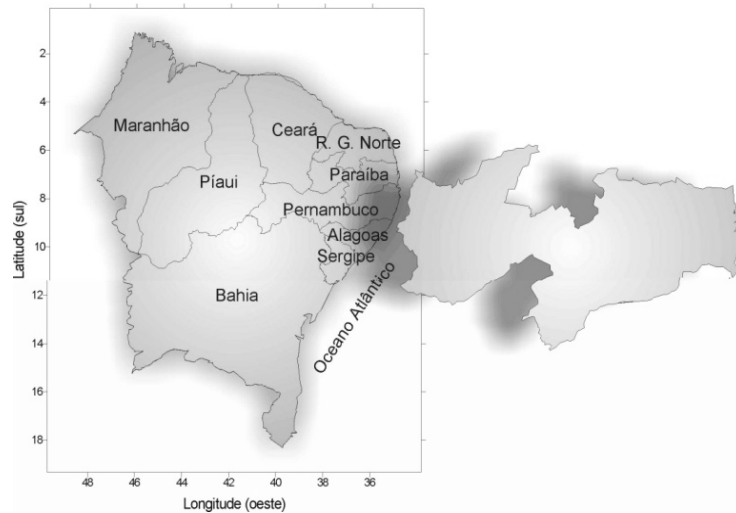 2
4
6
8
10
12
14
16
18
Latitude (sul)
Maranhão
Ceará
R. G. Norte
Paraíba
Píaui
Pernambuco
Alagoas
Sergipe
Bahia
Oceano Atlântico
48 46 44 42 40 38 36
Longitude (oeste)